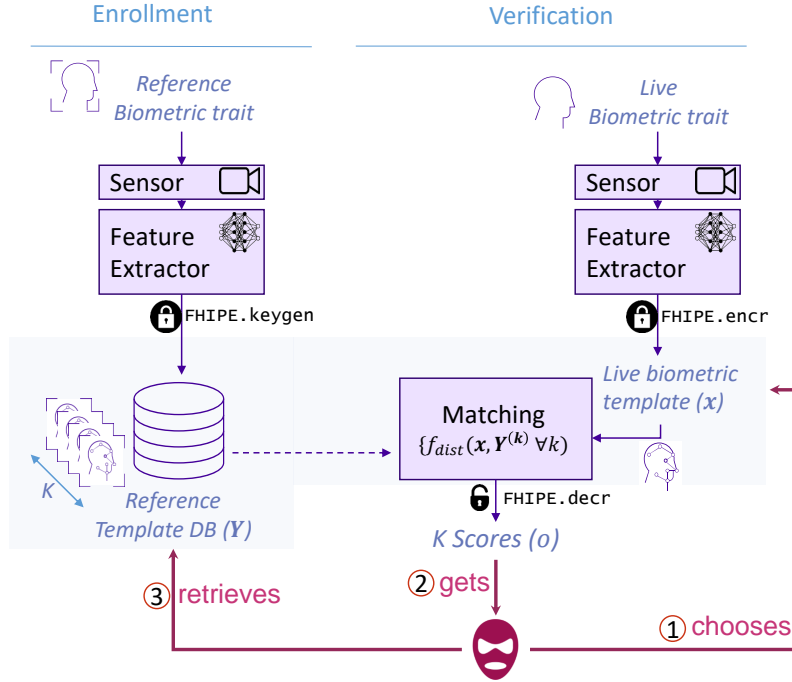 Enrollment
Verification
Reference
Biometric trait
Live
Biometric trait
Sensor
Sensor
Feature
Extractor
Feature
Extractor
FHIPE.keygen
FHIPE.encr
Live biometric
template (x)
Matching
{f_dist(x, Y^(k) ∀k)
K
Reference
Template DB (Y)
FHIPE.decr
K Scores (o)
3 retrieves
2 gets
1 chooses